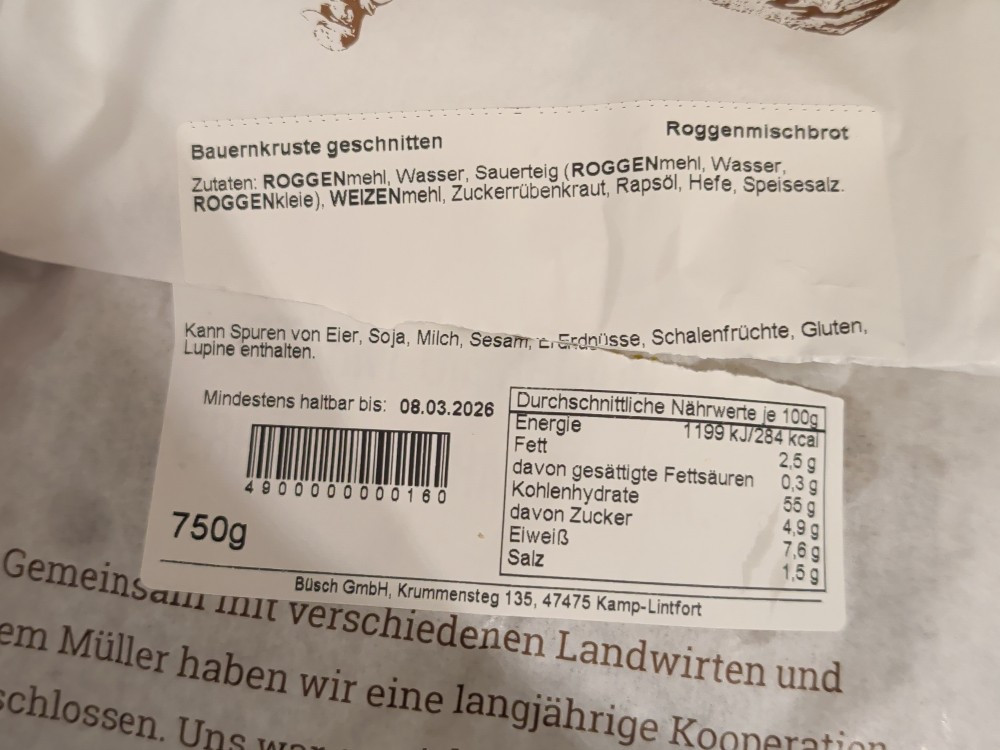 Bauernkruste geschnitten
Roggenmischbrot
Zutaten: ROGGENmehl, Wasser, Sauerteig (ROGGENmehl, Wasser,
ROGGENkleie), WEIZENmehl, Zuckerrübenkraut, Rapsöl, Hefe, Speisesalz.
Kann Spuren von Eier, Soja, Milch, Sesam, Erdnüsse, Schalenfrüchte, Gluten,
Lupine enthalten.
Mindestens haltbar bis: 08.03.2026
4900000000160
750g
Durchschnittliche Nährwerte je 100g
Energie 1199 kJ/284 kcal
Fett 2,5 g
davon gesättigte Fettsäuren 0,3 g
Kohlenhydrate 55 g
davon Zucker 4,9 g
Eiweiß 7,6 g
Salz 1,5 g
Büsch GmbH, Krummensteg 135, 47475 Kamp-Lintfort
Gemeinsam mit verschiedenen Landwirten und
em Müller haben wir eine langjährige Kooperation
schlossen. Uns